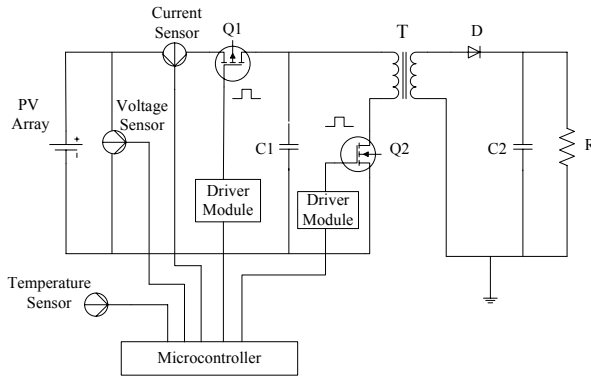 Current
Sensor
Q1
T
D
PV
Array
+
-
Voltage
Sensor
C1
Q2
C2
R
Driver
Module
Driver
Module
Temperature
Sensor
Microcontroller